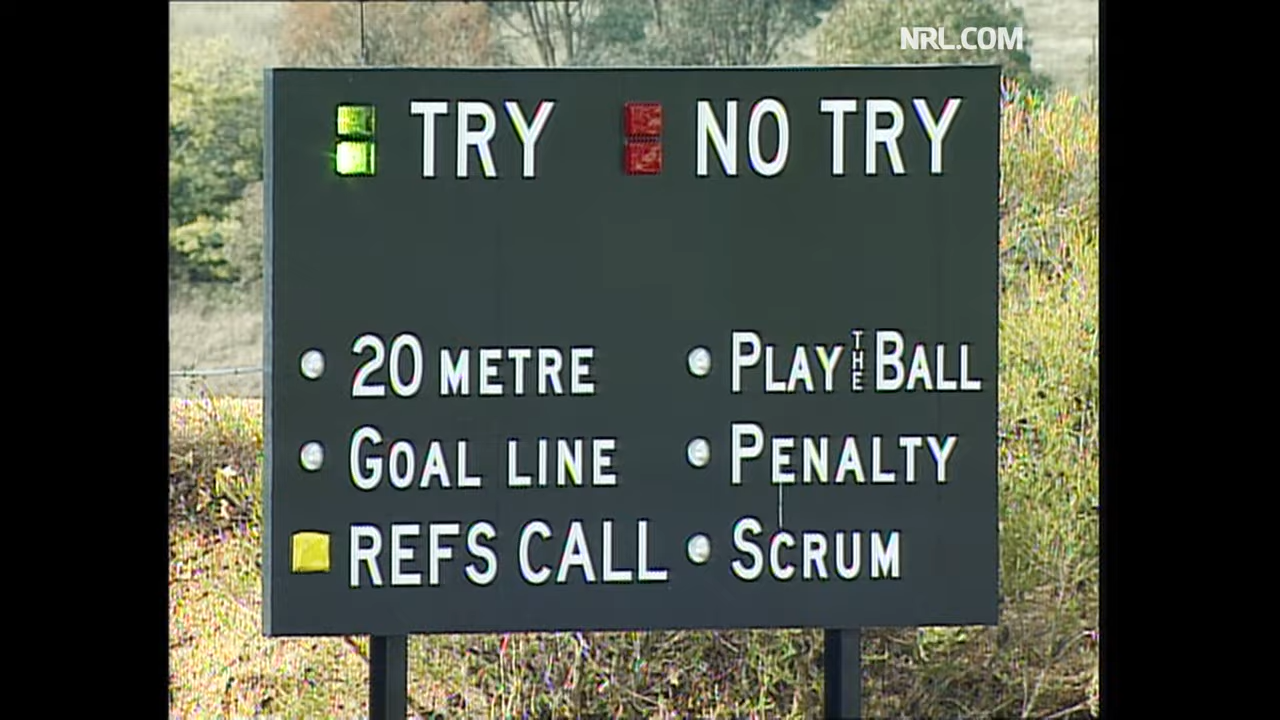 NRL.COM
TRY NO TRY
20 METRE PLAY THE BALL
GOAL LINE PENALTY
REFS CALL SCRUM